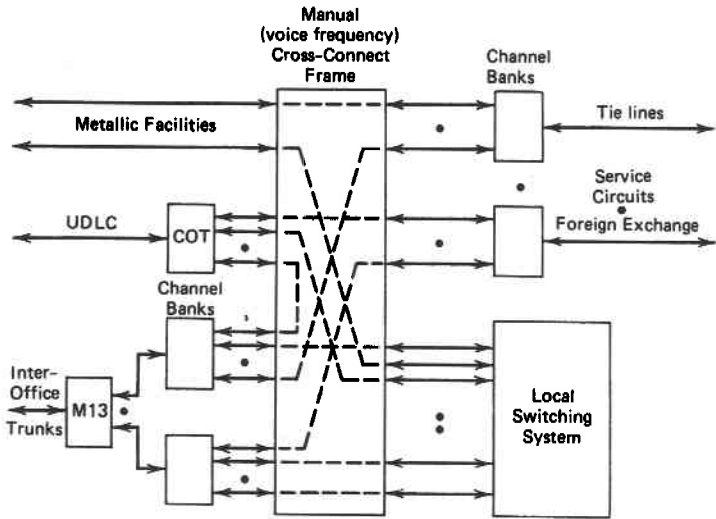 Manual
(voice frequency)
Cross-Connect
Frame
Channel
Banks
Metallic Facilities
Tie lines
UDLC
COT
Service
Circuits
Foreign Exchange
Channel
Banks
Inter-
Office
Trunks
M13
Local
Switching
System